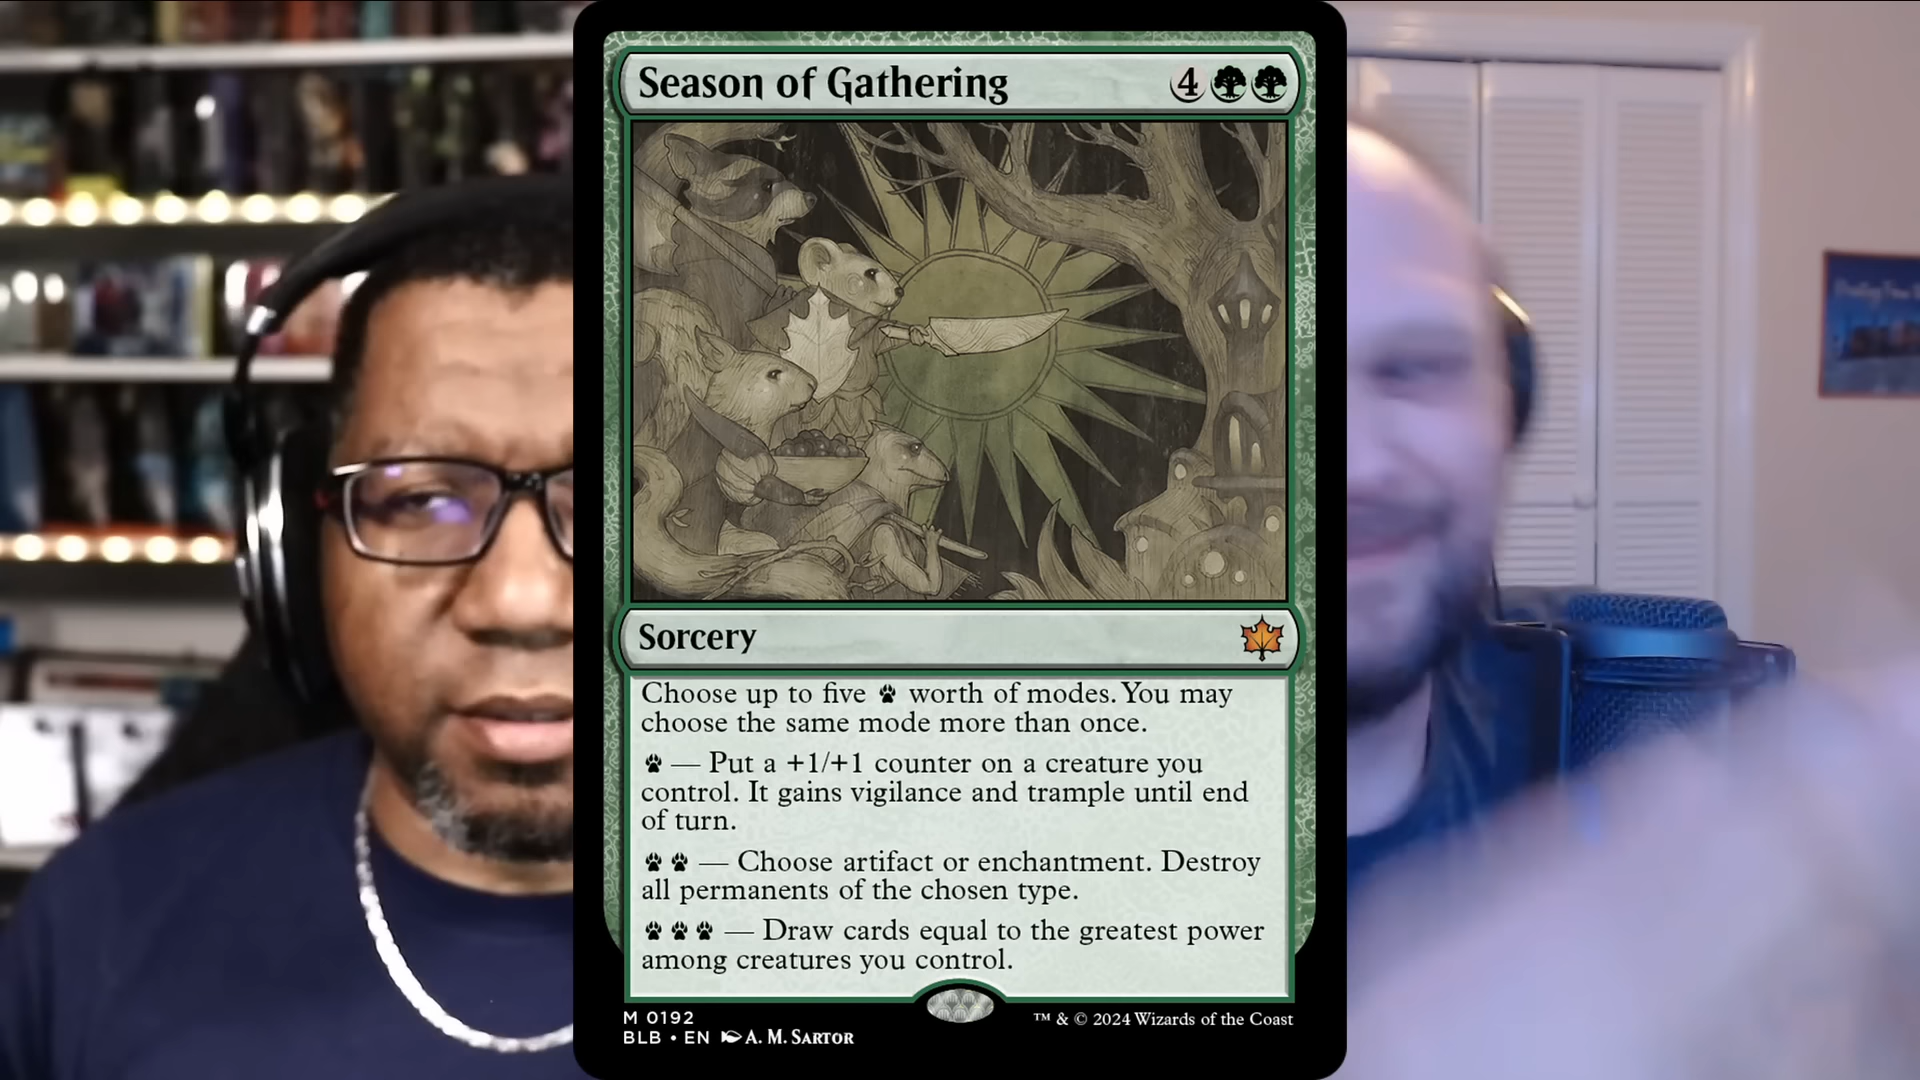 Season of Gathering 4
Sorcery
Choose up to five worth of modes. You may
choose the same mode more than once.
— Put a +1/+1 counter on a creature you
control. It gains vigilance and trample until end
of turn.
— Choose artifact or enchantment. Destroy
all permanents of the chosen type.
— Draw cards equal to the greatest power
among creatures you control.
M 0192
BLB • EN A. M. Sartor
™ & © 2024 Wizards of the Coast